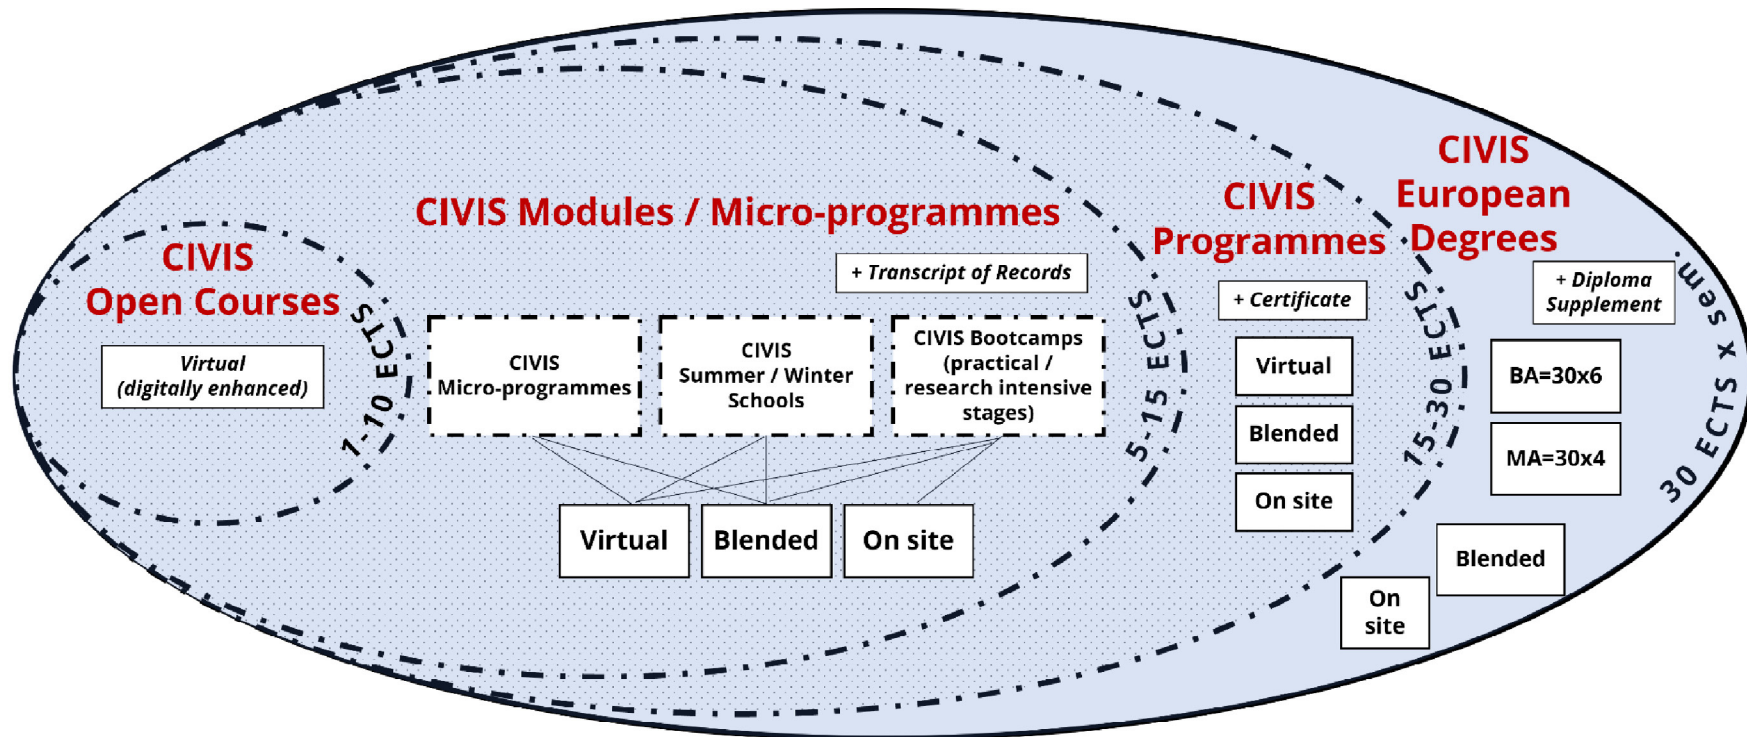 CIVIS
Open Courses
Virtual
(digitally enhanced)
1-10 ECTS
CIVIS Modules / Micro-programmes
+ Transcript of Records
CIVIS
Micro-programmes
CIVIS
Summer / Winter
Schools
CIVIS Bootcamps
(practical /
research intensive
stages)
Virtual
Blended
On site
5-15 ECTS
CIVIS
Programmes
+ Certificate
Virtual
Blended
On site
15-30 ECTS
CIVIS
European
Degrees
+ Diploma
Supplement
BA=30x6
MA=30x4
Blended
On
site
30 ECTS x sem.